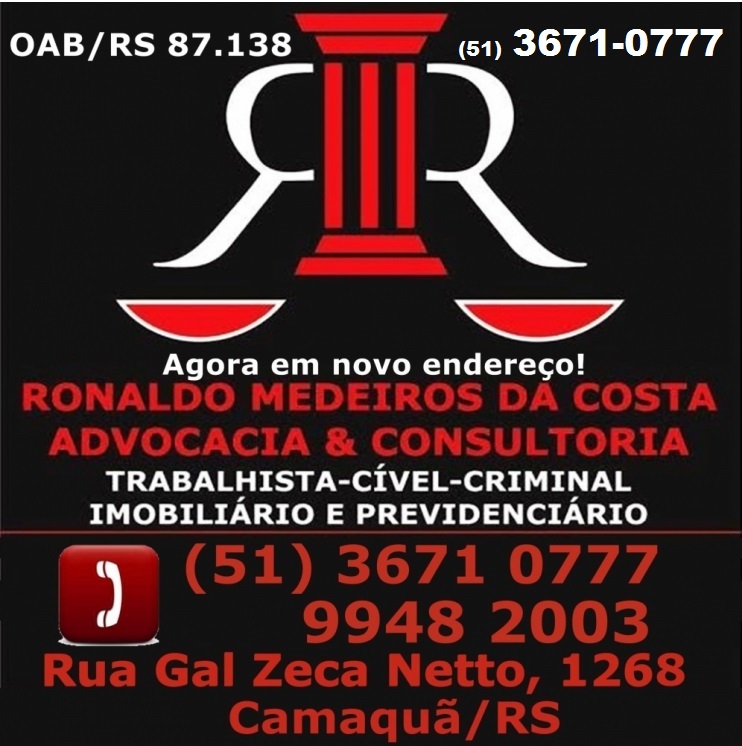 OAB/RS 87.138
(51) 3671-0777
RR
Agora em novo endereço!
RONALDO MEDEIROS DA COSTA
ADVOCACIA & CONSULTORIA
TRABALHISTA-CÍVEL-CRIMINAL
IMOBILIÁRIO E PREVIDENCIÁRIO
(51) 3671 0777
9948 2003
Rua Gal Zeca Netto, 1268
Camaquã/RS